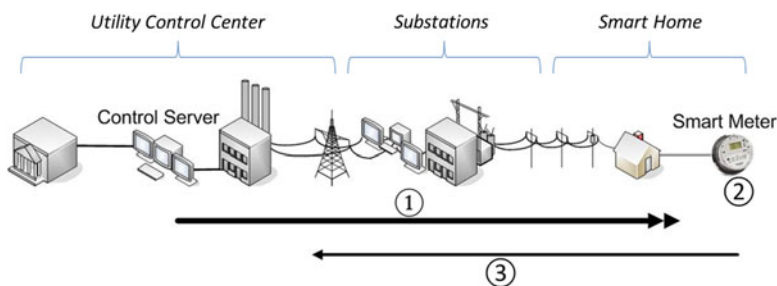 Utility Control Center
Substations
Smart Home
Control Server
Smart Meter
①
②
③